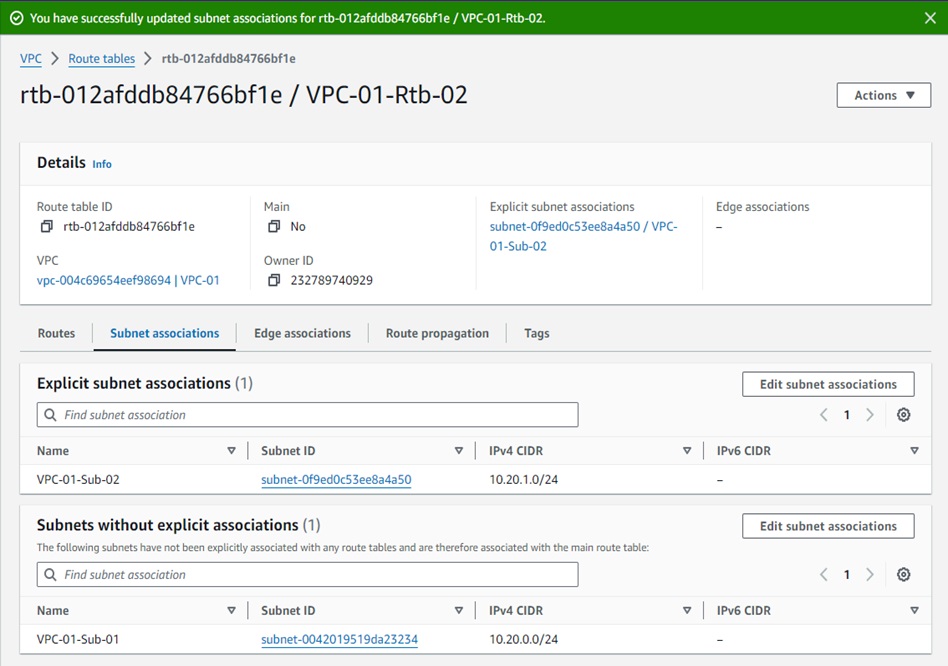 You have successfully updated subnet associations for rtb-012afddb84766bf1e / VPC-01-Rtb-02.
VPC > Route tables > rtb-012afddb84766bf1e
rtb-012afddb84766bf1e / VPC-01-Rtb-02
Actions
Details Info
Route table ID
rtb-012afddb84766bf1e
Main
No
Explicit subnet associations
subnet-0f9ed0c53ee8a4a50 / VPC-
01-Sub-02
Edge associations
–
VPC
vpc-004c69654eef98694 | VPC-01
Owner ID
232789740929
Routes Subnet associations Edge associations Route propagation Tags
Explicit subnet associations (1)
Edit subnet associations
Find subnet association
1
Name Subnet ID IPv4 CIDR IPv6 CIDR
VPC-01-Sub-02 subnet-0f9ed0c53ee8a4a50 10.20.1.0/24 –
Subnets without explicit associations (1)
Edit subnet associations
The following subnets have not been explicitly associated with any route tables and are therefore associated with the main route table:
Find subnet association
1
Name Subnet ID IPv4 CIDR IPv6 CIDR
VPC-01-Sub-01 subnet-0042019519da23234 10.20.0.0/24 –